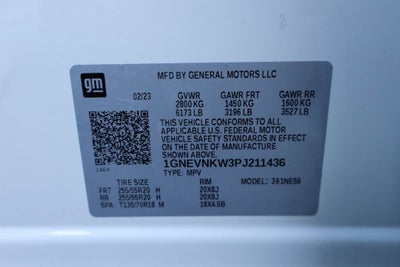 gm
MFD BY GENERAL MOTORS LLC
02/23 GVWR GAWR FRT GAWR RR
2800 KG 1450 KG 1600 KG
6173 LB 3196 LB 3527 LB
THIS VEHICLE CONFORMS TO ALL
APPLICABLE U.S. FEDERAL MOTOR
VEHICLE SAFETY STANDARDS IN EFFECT
ON THE DATE OF MANUFACTURE SHOWN ABOVE.
1GNEVNKW3PJ211436
TYPE: MPV MODEL: 361NE56
TIRE SIZE RIM
FRT 255/55R20 H 20X8J
RR 255/55R20 H 20X8J
SPA T135/70R18 M 18X4.5B